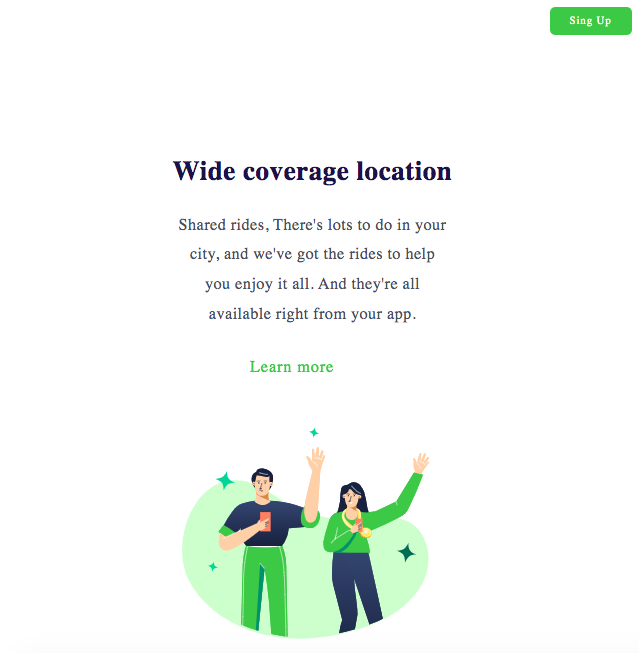 Sing Up
Wide coverage location
Shared rides, There's lots to do in your
city, and we've got the rides to help
you enjoy it all. And they're all
available right from your app.
Learn more